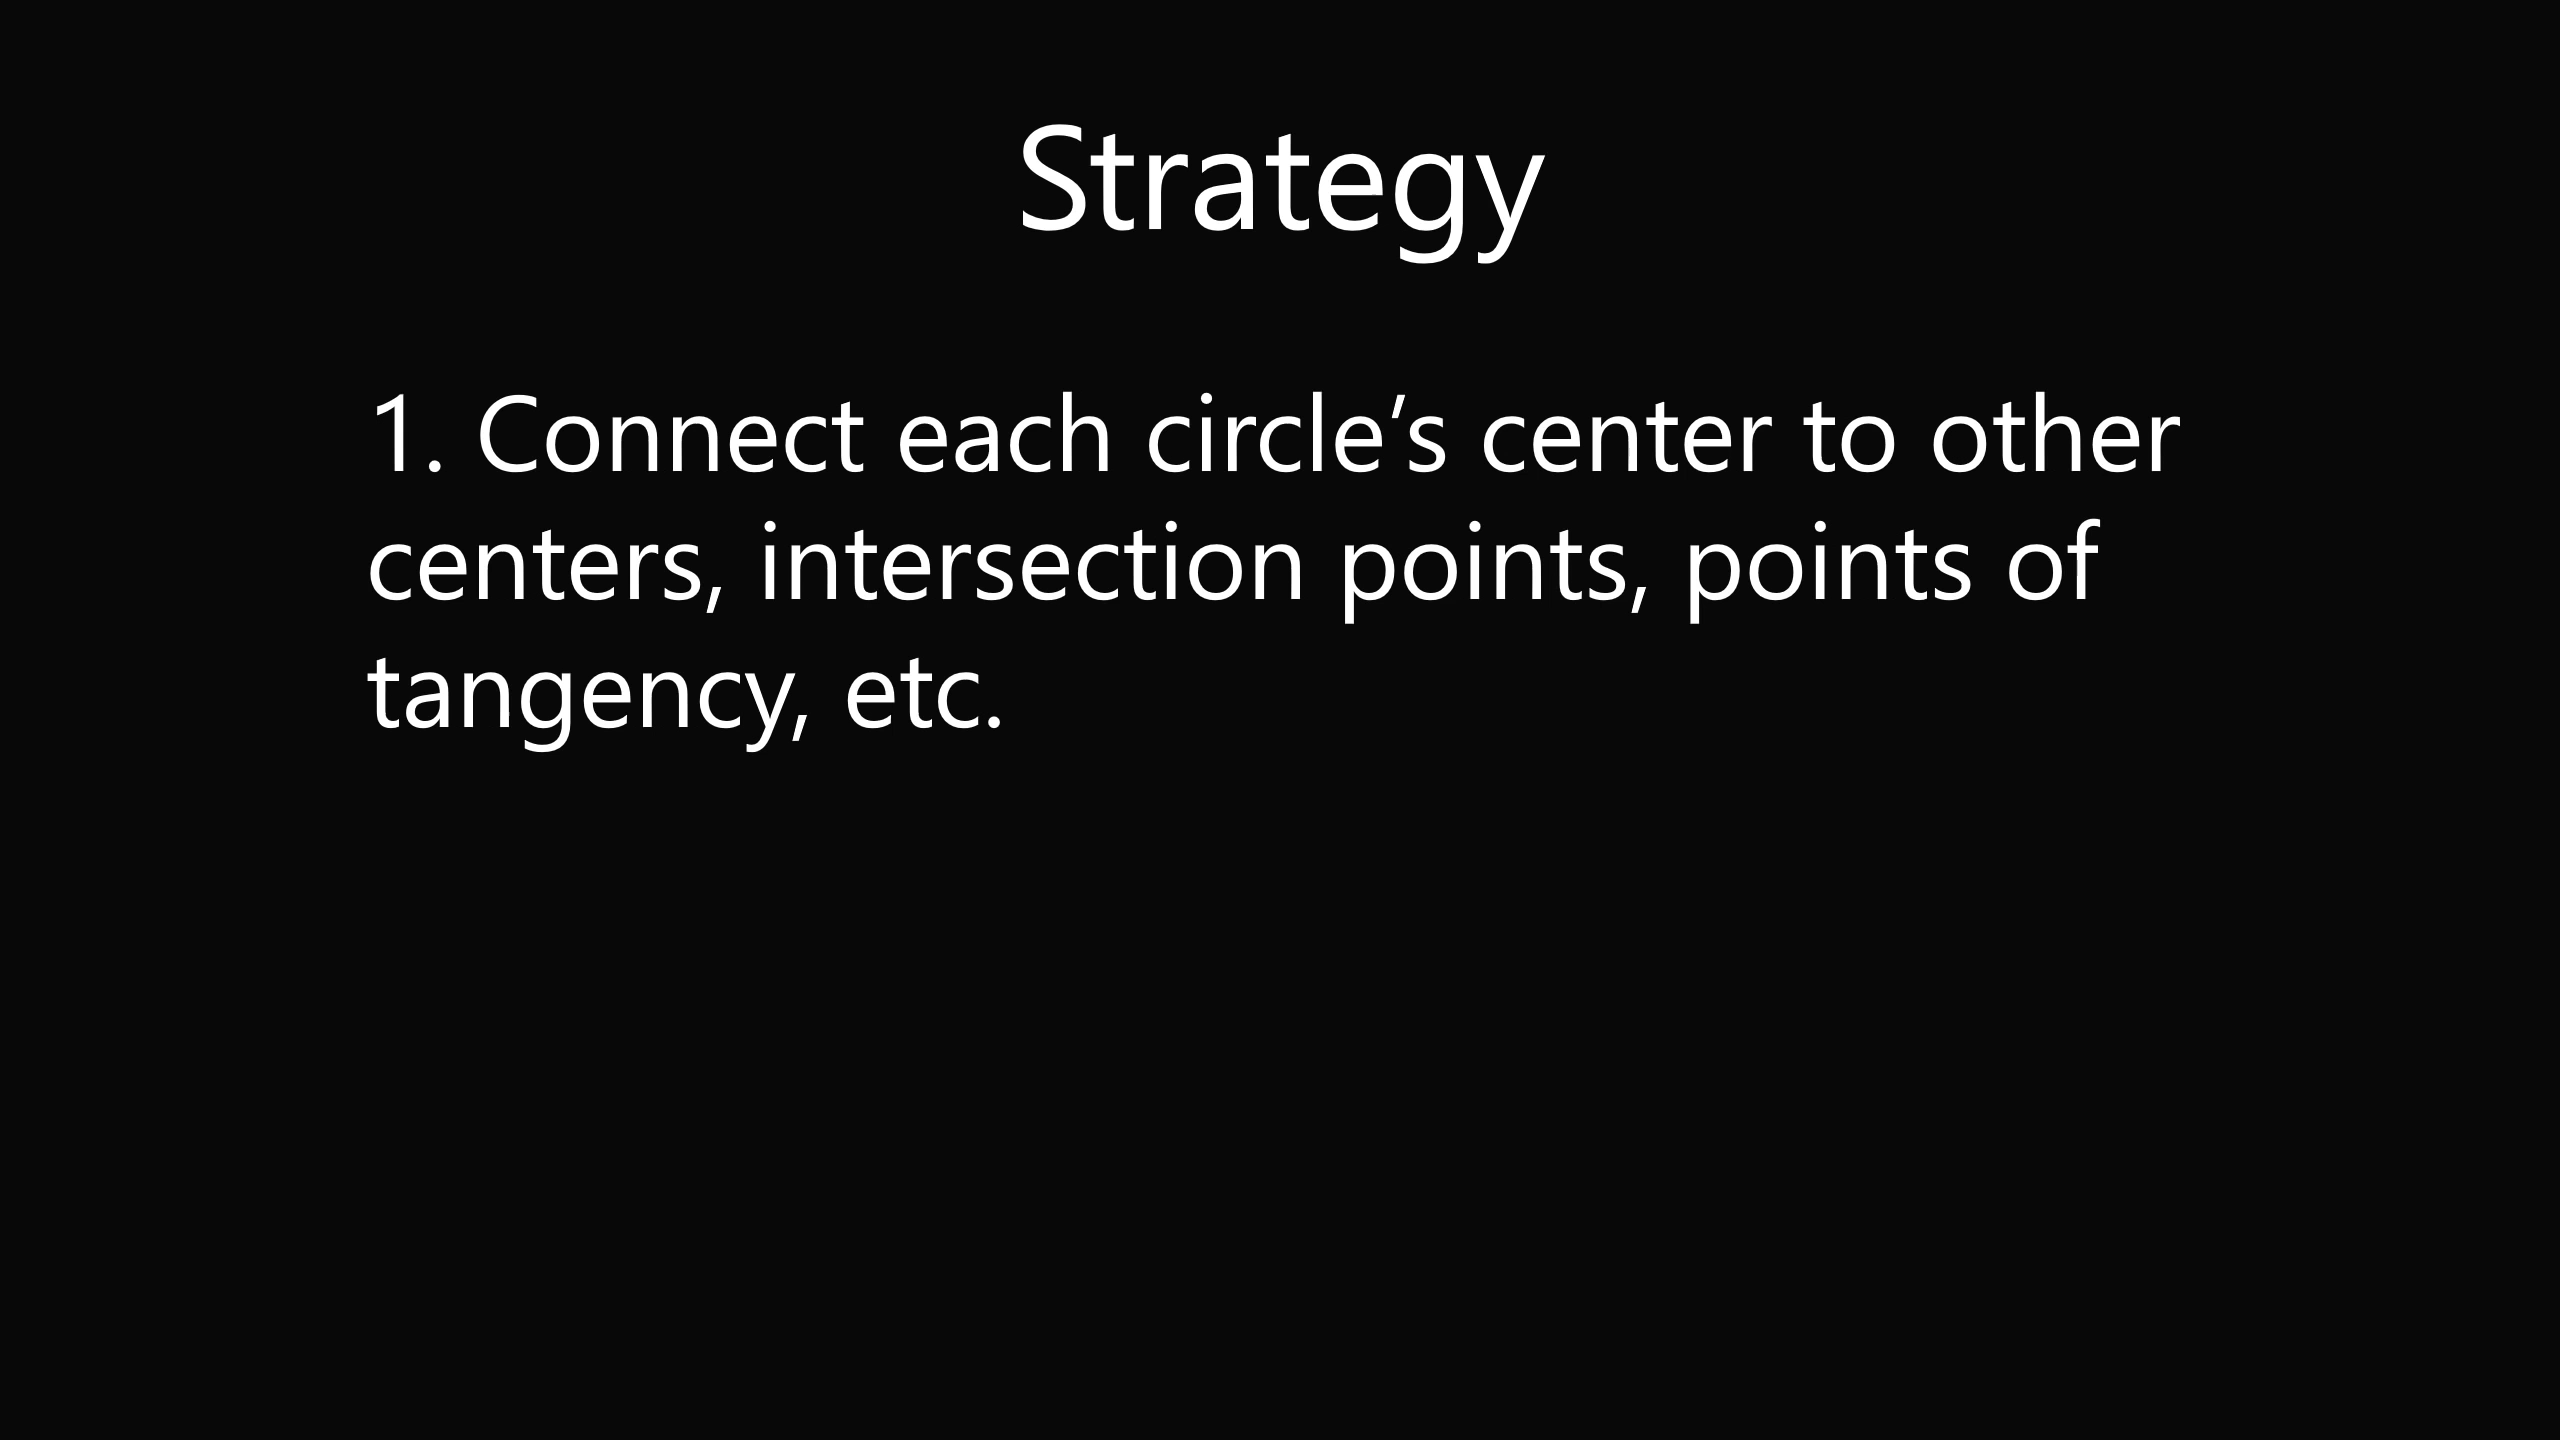 Strategy
1. Connect each circle’s center to other
centers, intersection points, points of
tangency, etc.